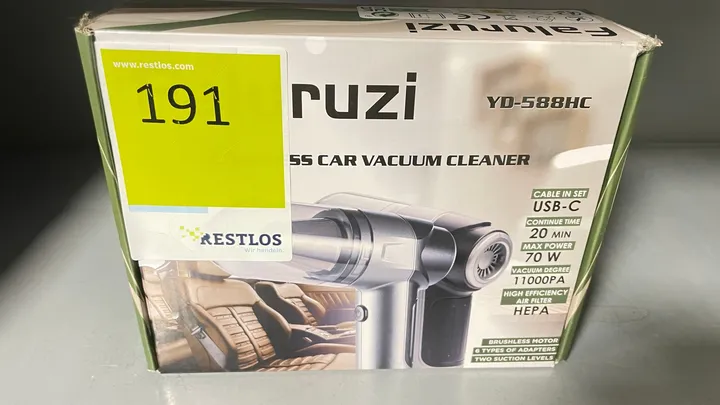 Faluruzi
www.restlos.com
191
ruzi
YD-588HC
SS CAR VACUUM CLEANER
CABLE IN SET
USB-C
CONTINUE TIME
20 MIN
MAX POWER
70 W
VACUUM DEGREE
11000PA
HIGH EFFICIENCY
AIR FILTER
HEPA
RESTLOS
Wir handeln.
BRUSHLESS MOTOR
6 TYPES OF ADAPTERS
TWO SUCTION LEVELS